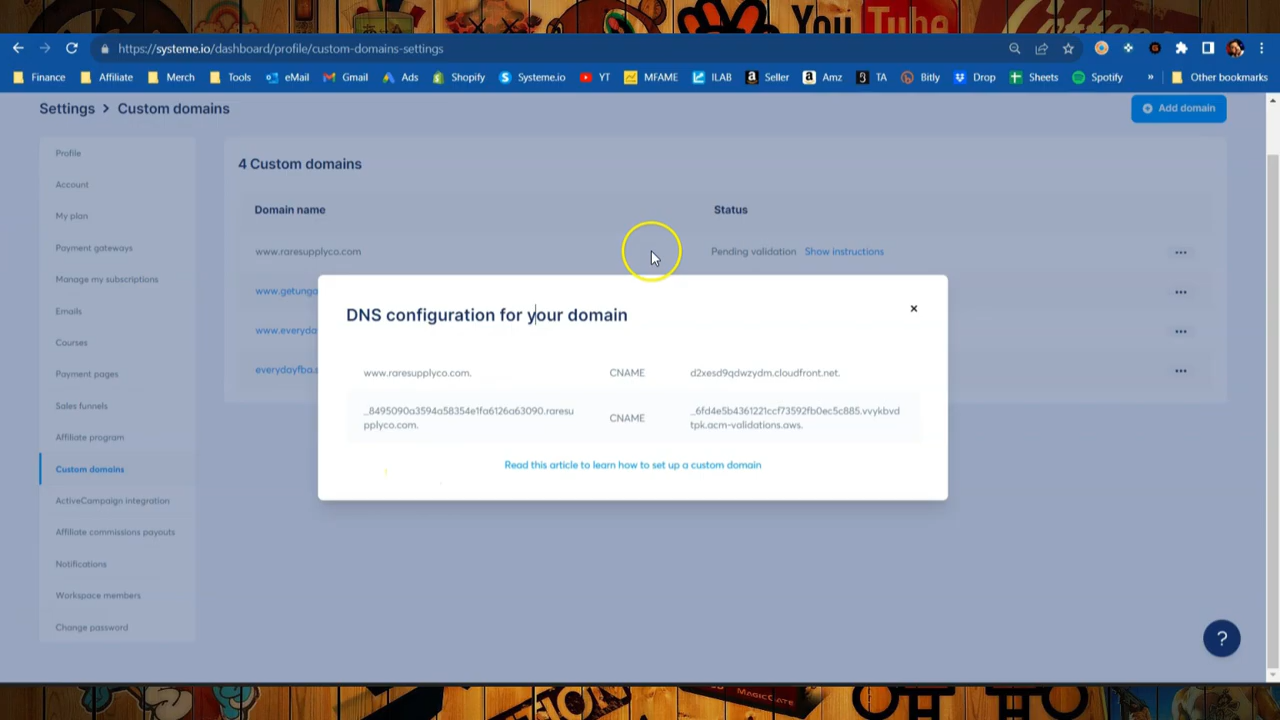 You Tube
https://systeme.io/dashboard/profile/custom-domains-settings
Finance Affiliate Merch Tools eMail Gmail Ads Shopify Systeme.io YT MFAME ILAB Seller Amz TA Bitly Drop Sheets Spotify » Other bookmarks
Settings > Custom domains
Add domain
Profile
Account
My plan
Payment gateways
Manage my subscriptions
Emails
Courses
Payment pages
Sales funnels
Affiliate program
Custom domains
ActiveCampaign integration
Affiliate commissions payouts
Notifications
Workspace members
Change password
4 Custom domains
Domain name Status
www.raresupplyco.com Pending validation Show instructions
www.getunga
www.everyda
everydayfba.
DNS configuration for your domain
www.raresupplyco.com. CNAME d2xesd9qdwzydm.cloudfront.net.
_8495090a3594a58354e1fa6126a63090.raresu
pplyco.com.
CNAME
_6fd4e5b4361221ccf73592fb0ec5c885.vvykbvd
tpk.acm-validations.aws.
Read this article to learn how to set up a custom domain
?